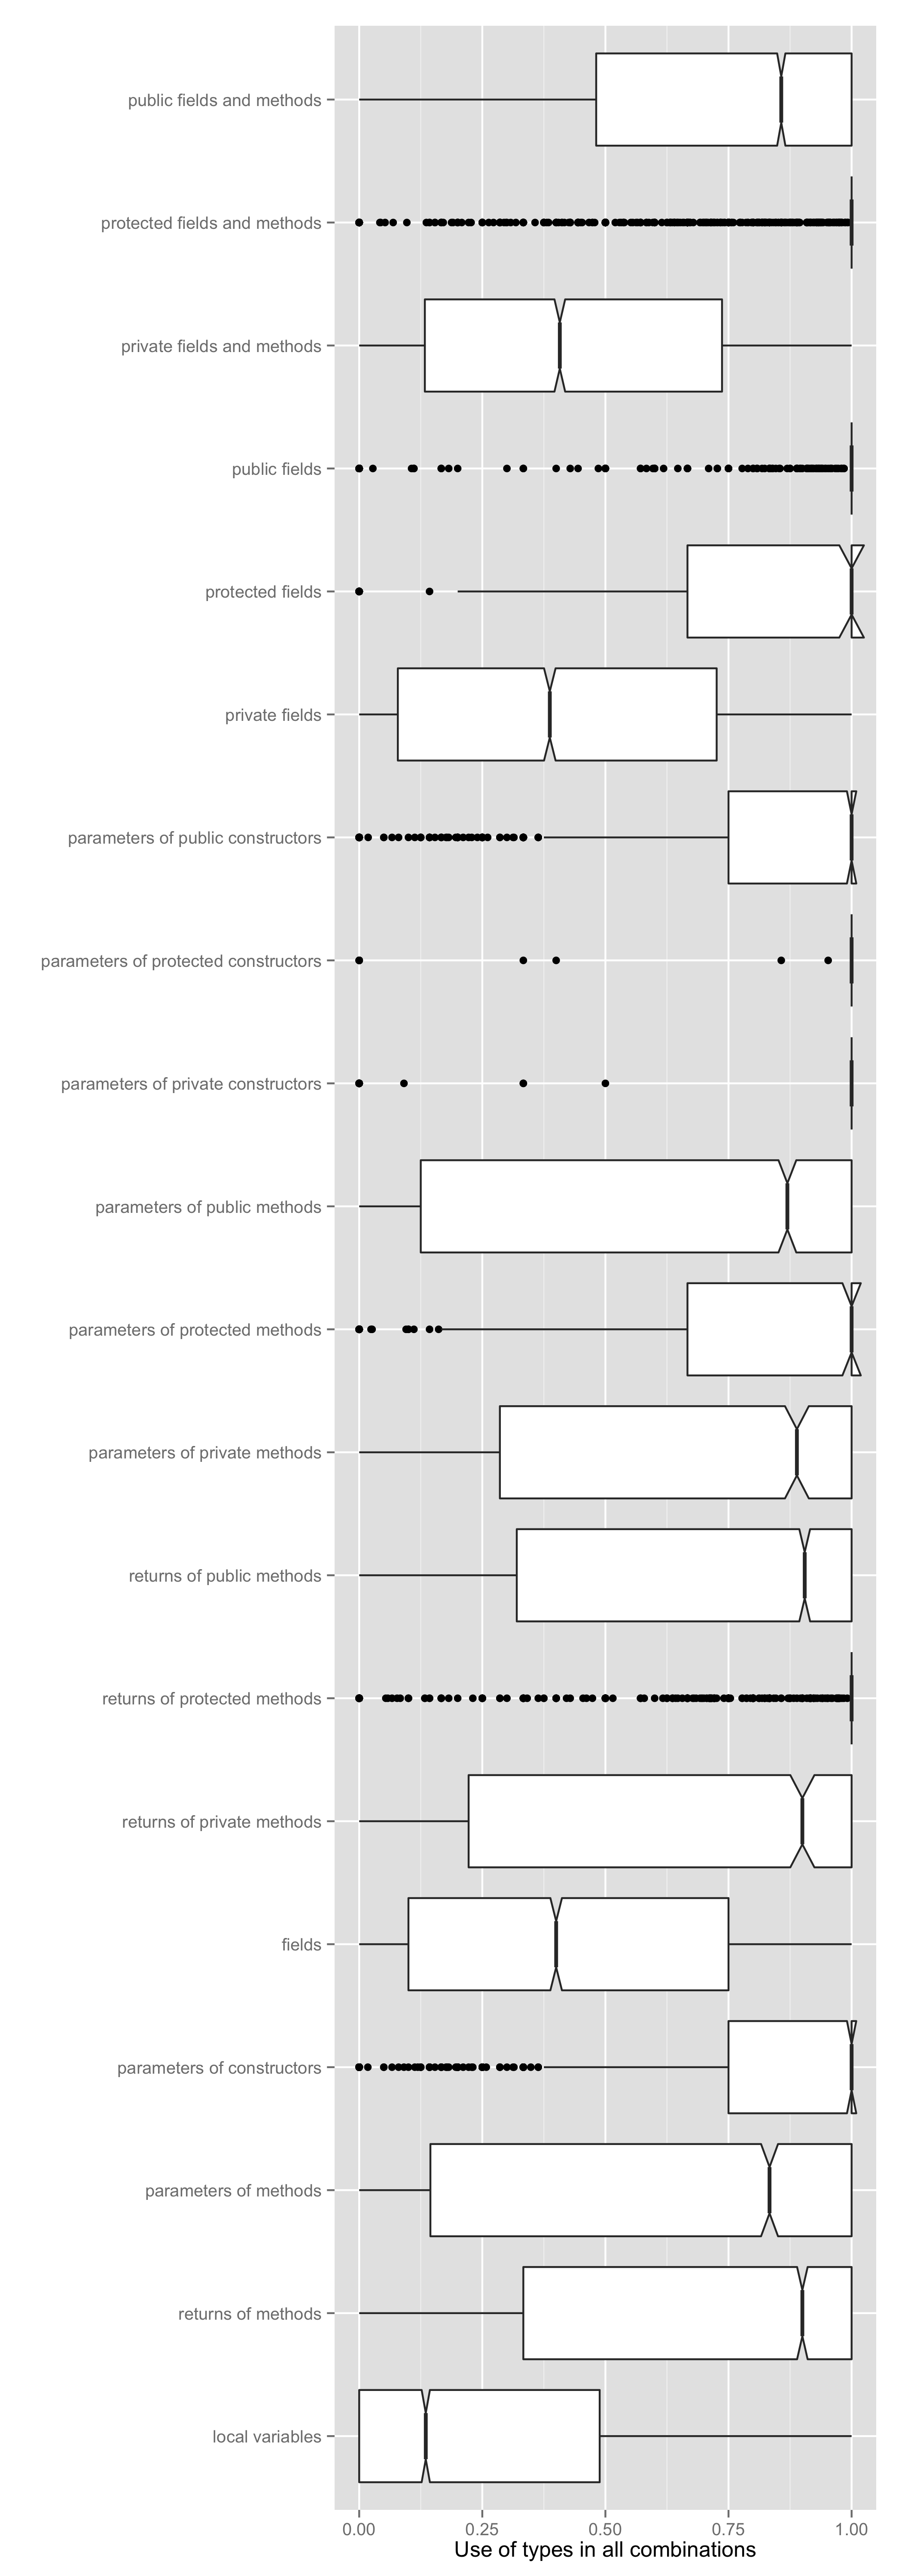 public fields and methods
protected fields and methods
private fields and methods
public fields
protected fields
private fields
parameters of public constructors
parameters of protected constructors
parameters of private constructors
parameters of public methods
parameters of protected methods
parameters of private methods
returns of public methods
returns of protected methods
returns of private methods
fields
parameters of constructors
parameters of methods
returns of methods
local variables
0.00 0.25 0.50 0.75 1.00
Use of types in all combinations